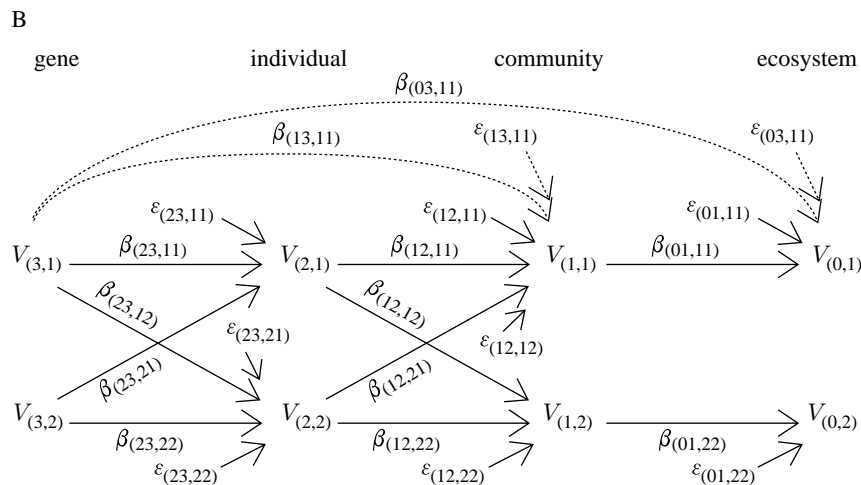 B
gene individual community ecosystem
β(03,11)
β(13,11) ε(13,11) ε(03,11)
ε(23,11) ε(12,11) ε(01,11)
V(3,1) β(23,11) V(2,1) β(12,11) V(1,1) β(01,11) V(0,1)
β(23,12) β(12,12)
ε(23,21) ε(12,12)
β(23,21) β(12,21)
V(3,2) V(2,2) V(1,2) V(0,2)
β(23,22) β(12,22) β(01,22)
ε(23,22) ε(12,22) ε(01,22)